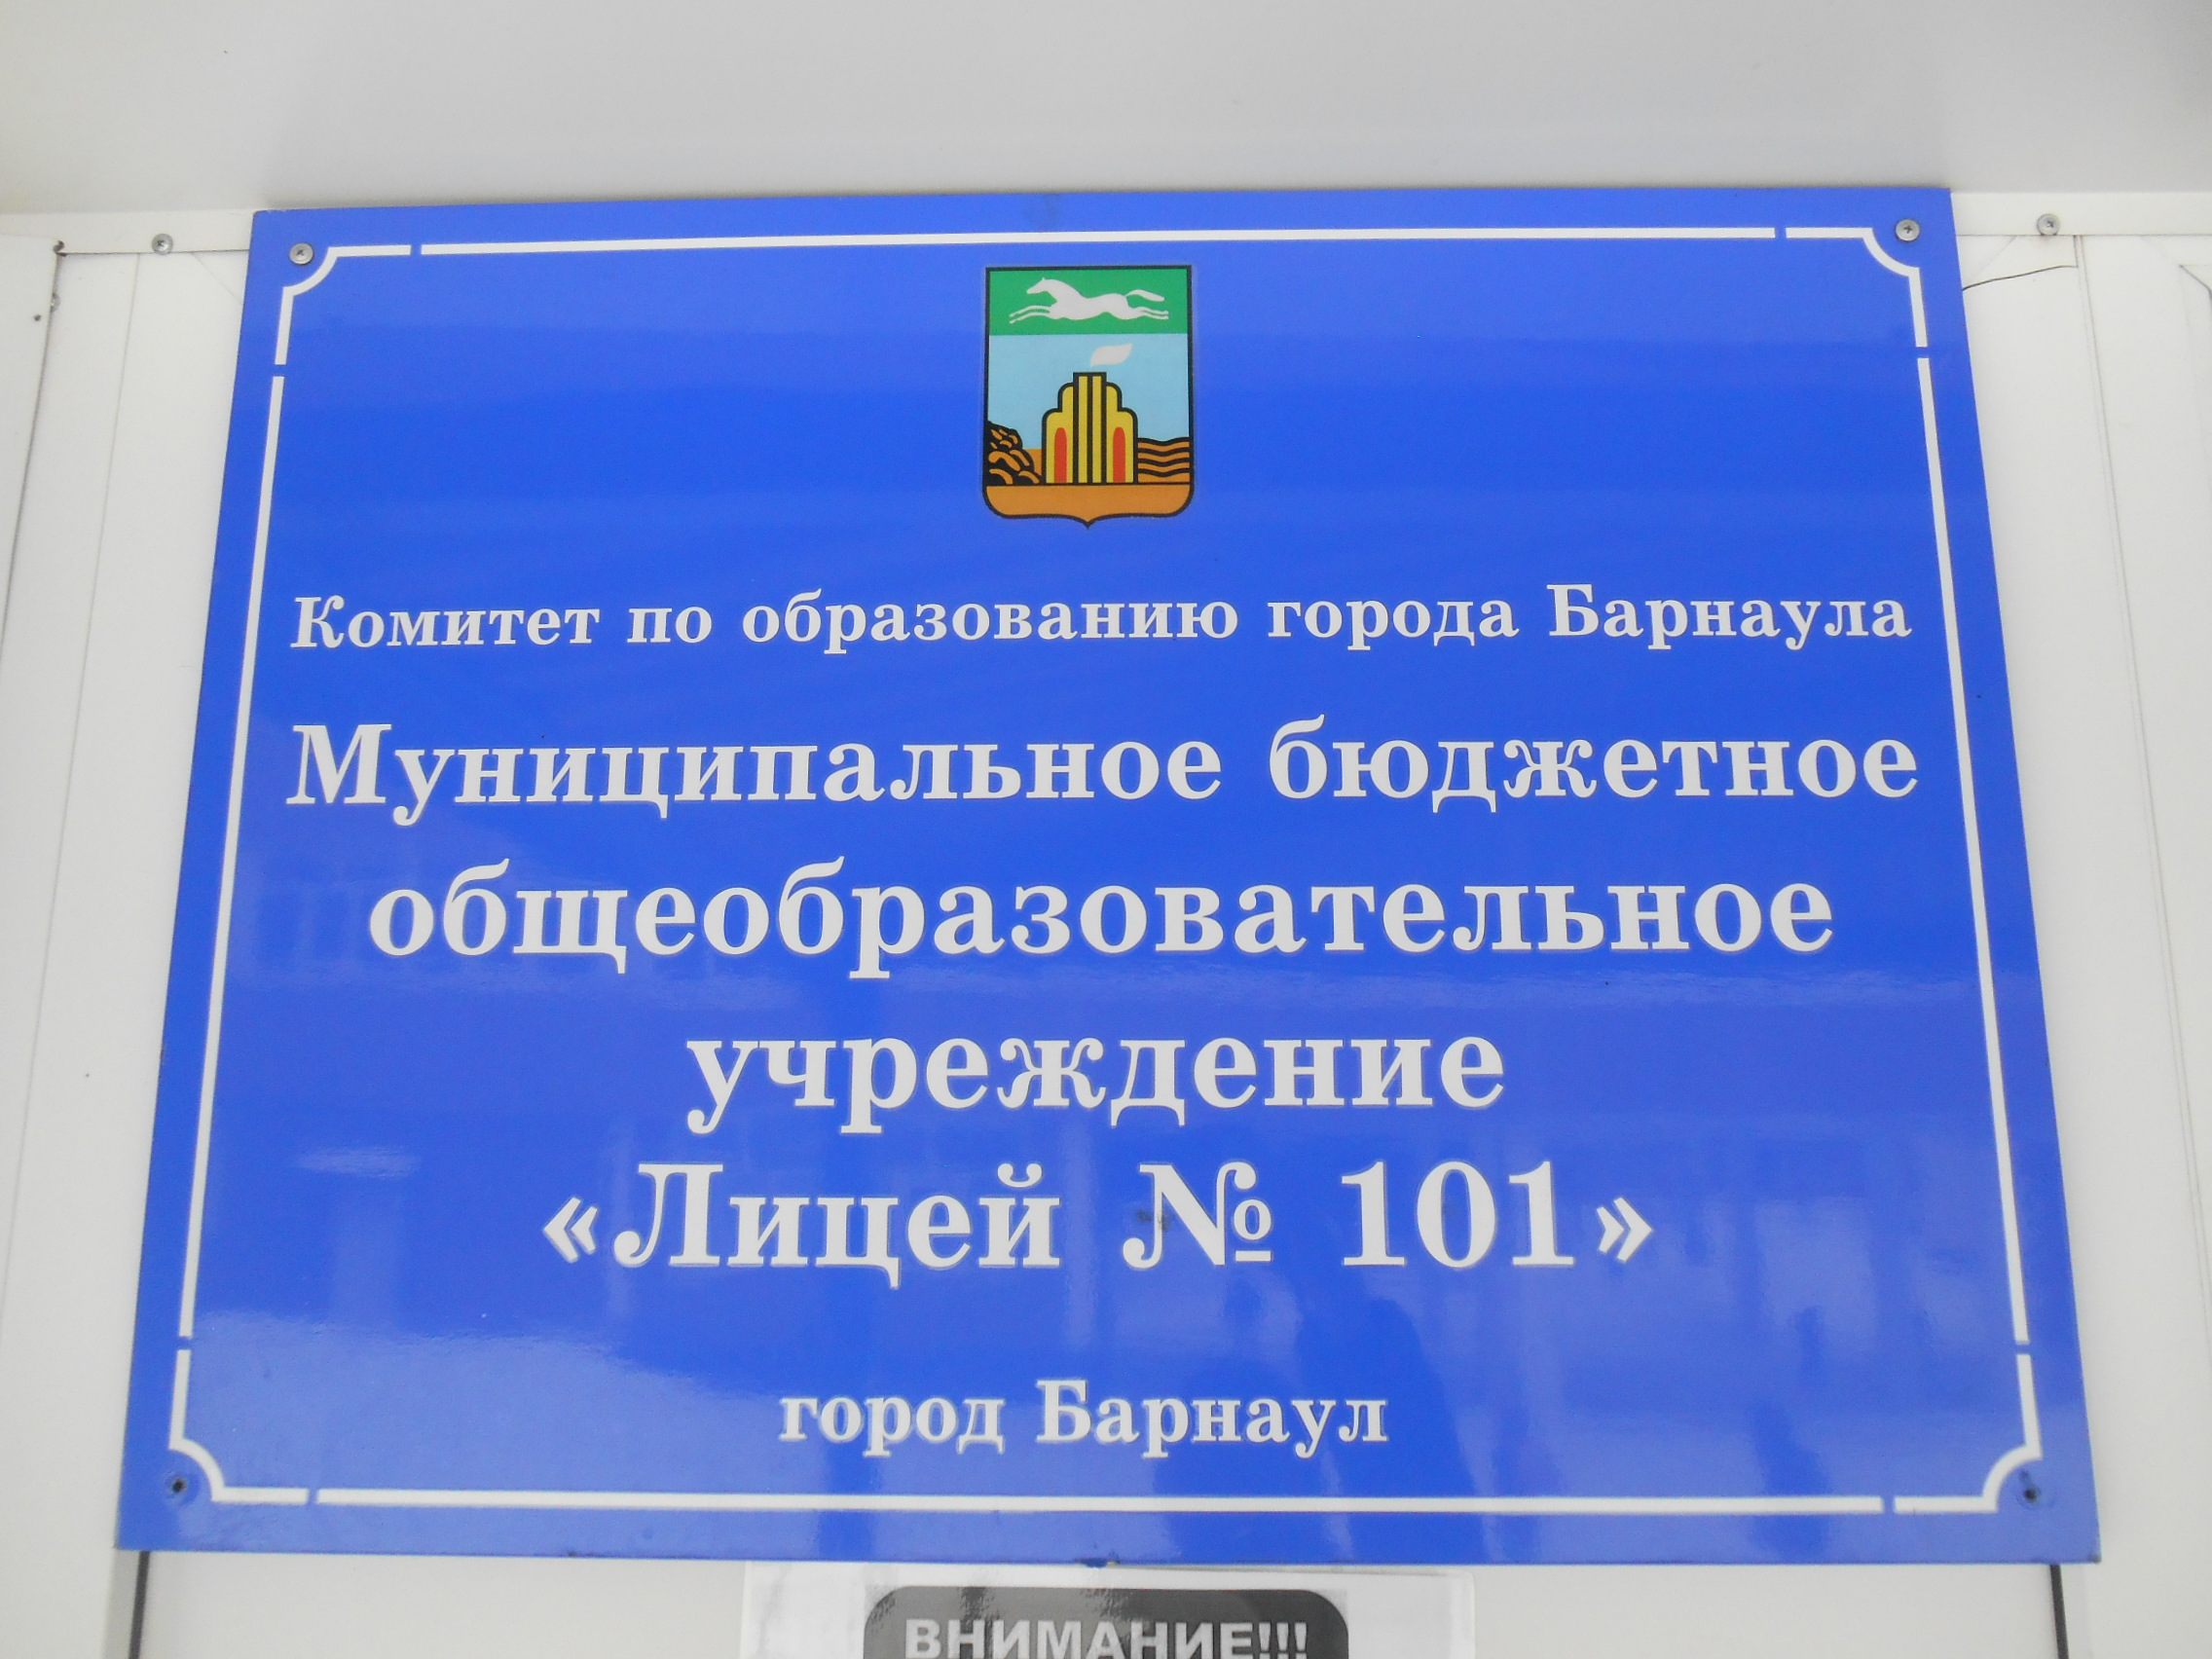 Комитет по образованию города Барнаула
Муниципальное бюджетное
общеобразовательное
учреждение
«Лицей № 101»
город Барнаул
ВНИМАНИЕ!!!